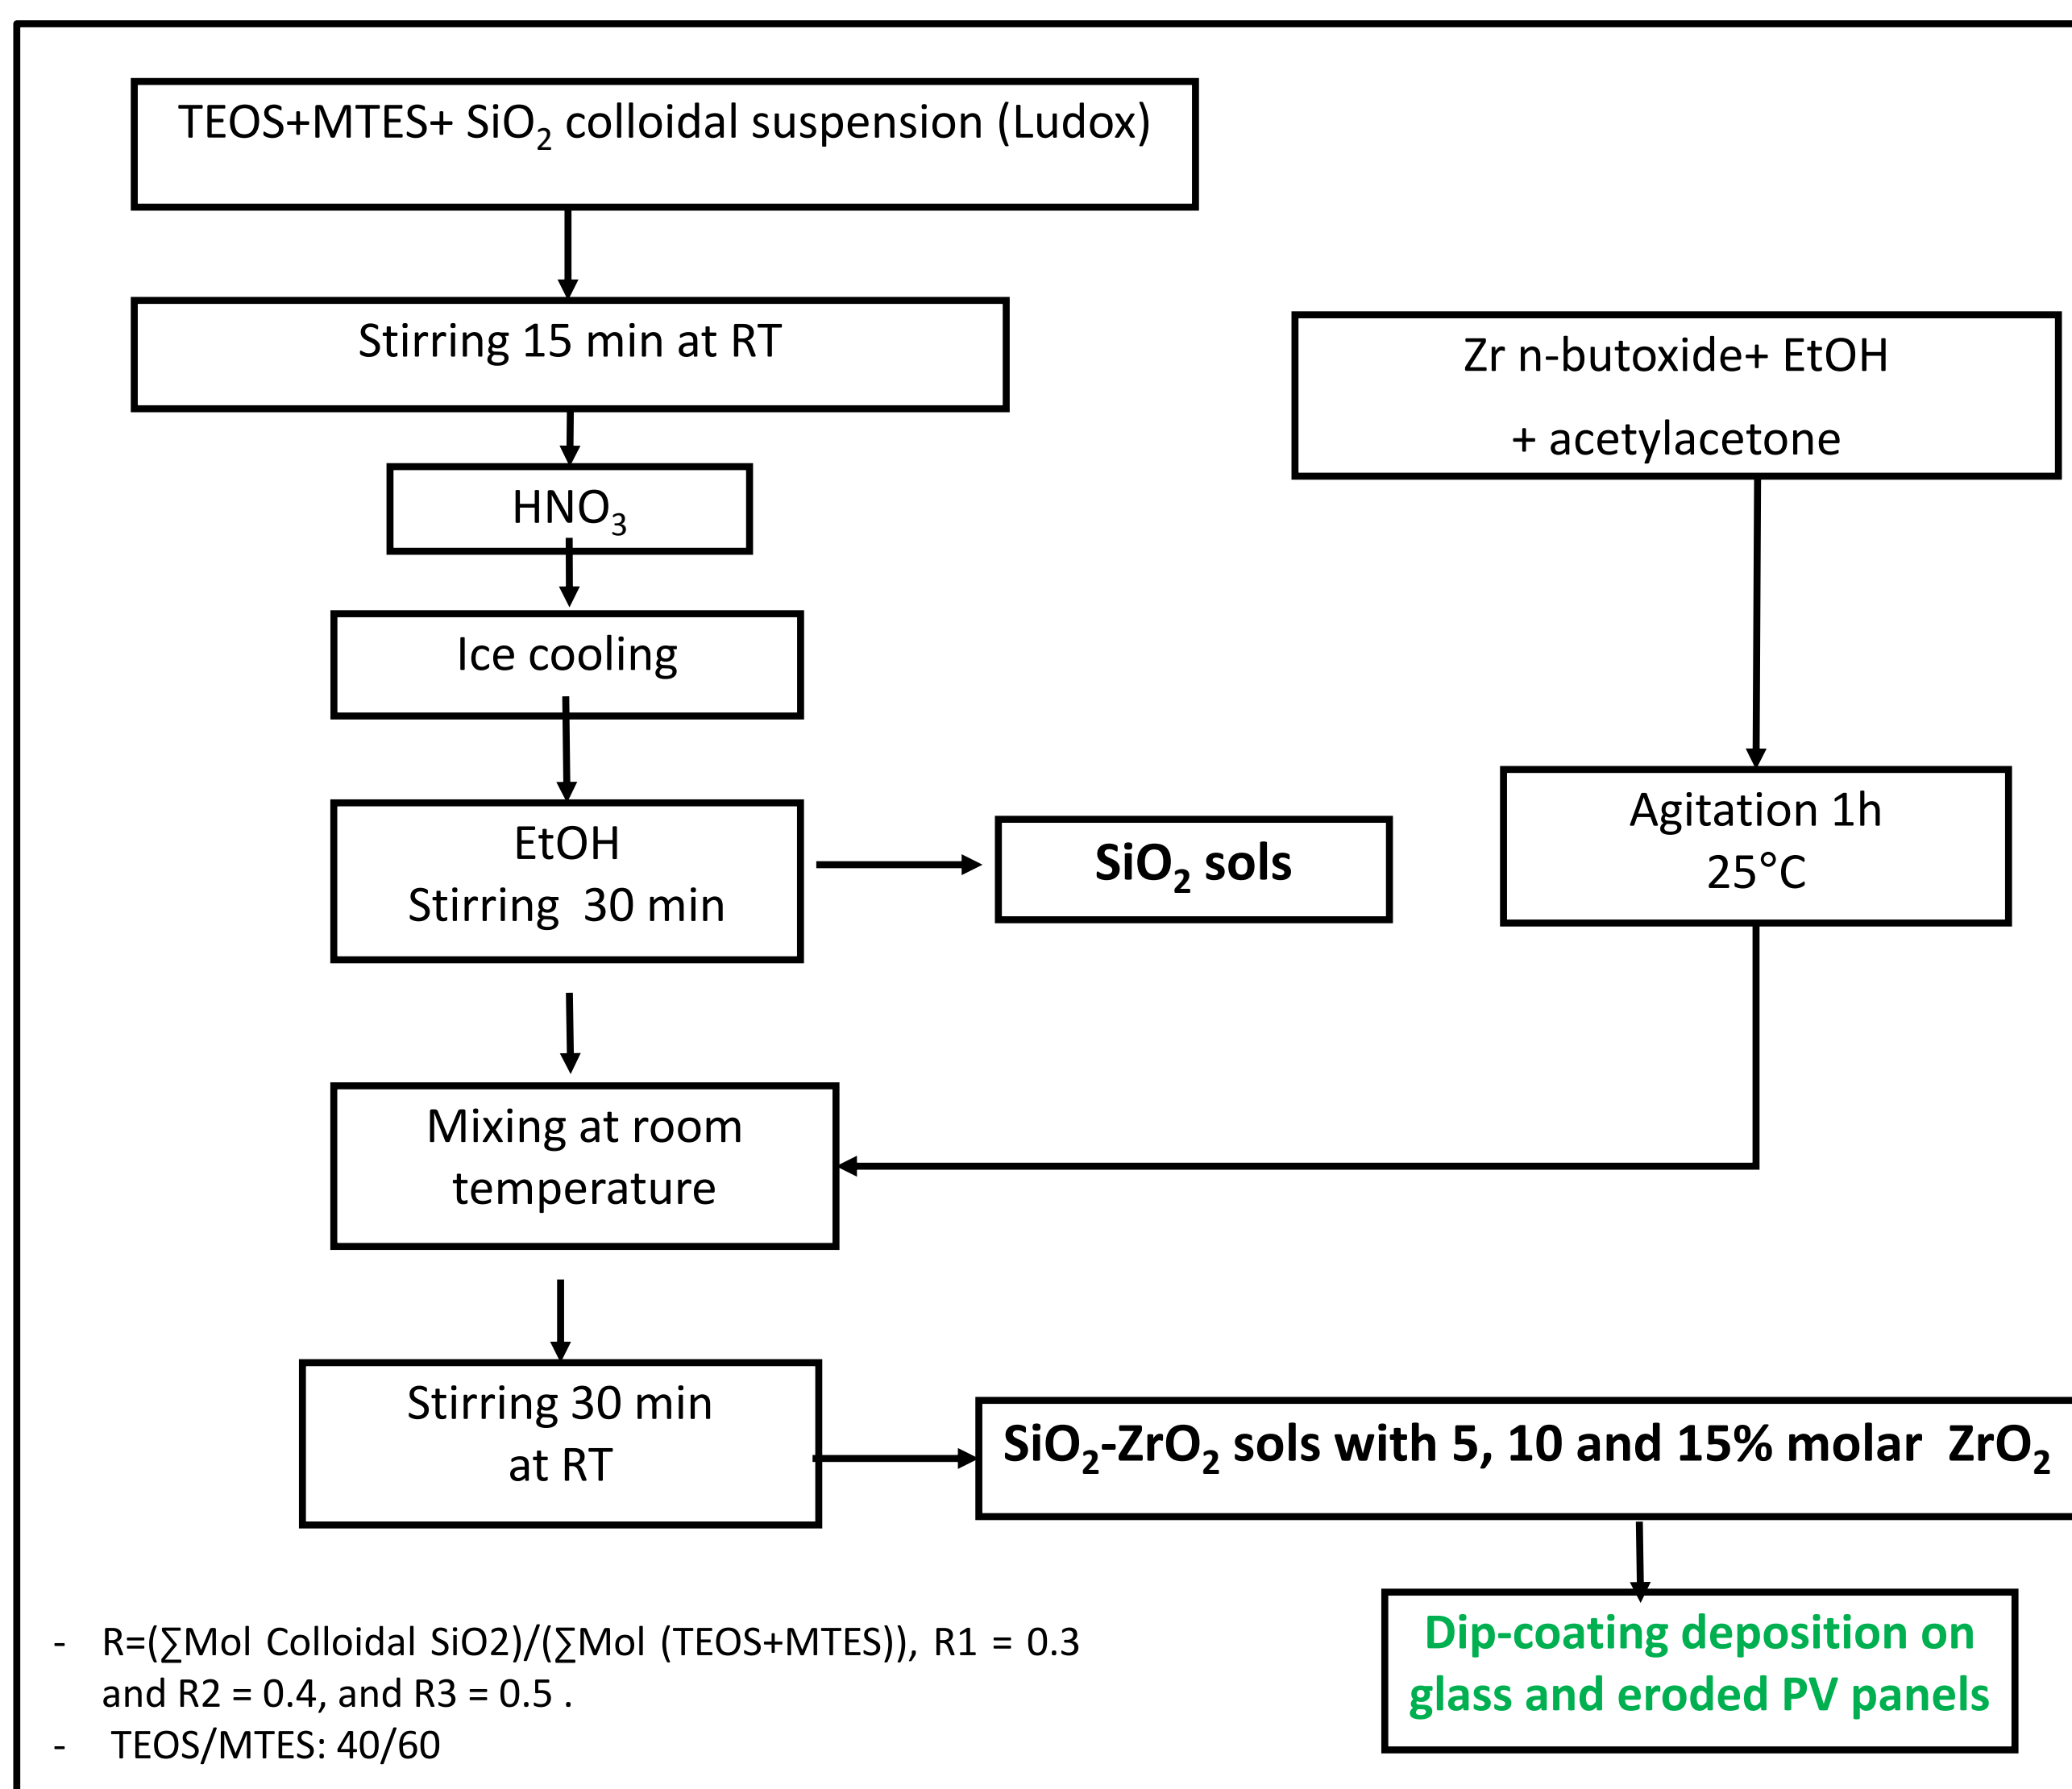 TEOS+MTES+ SiO₂ colloidal suspension (Ludox)
Stirring 15 min at RT
Zr n-butoxide+ EtOH
+ acetylacetone
HNO₃
Ice cooling
EtOH
Stirring 30 min
SiO₂ sols
Agitation 1h
25°C
Mixing at room
temperature
Stirring 30 min
at RT
SiO₂-ZrO₂ sols with 5, 10 and 15% molar ZrO₂
Dip-coating deposition on
glass and eroded PV panels
- R=(∑Mol Colloidal SiO2)/(∑Mol (TEOS+MTES)), R1 = 0.3
and R2 = 0.4, and R3 = 0.5 .
- TEOS/MTES: 40/60